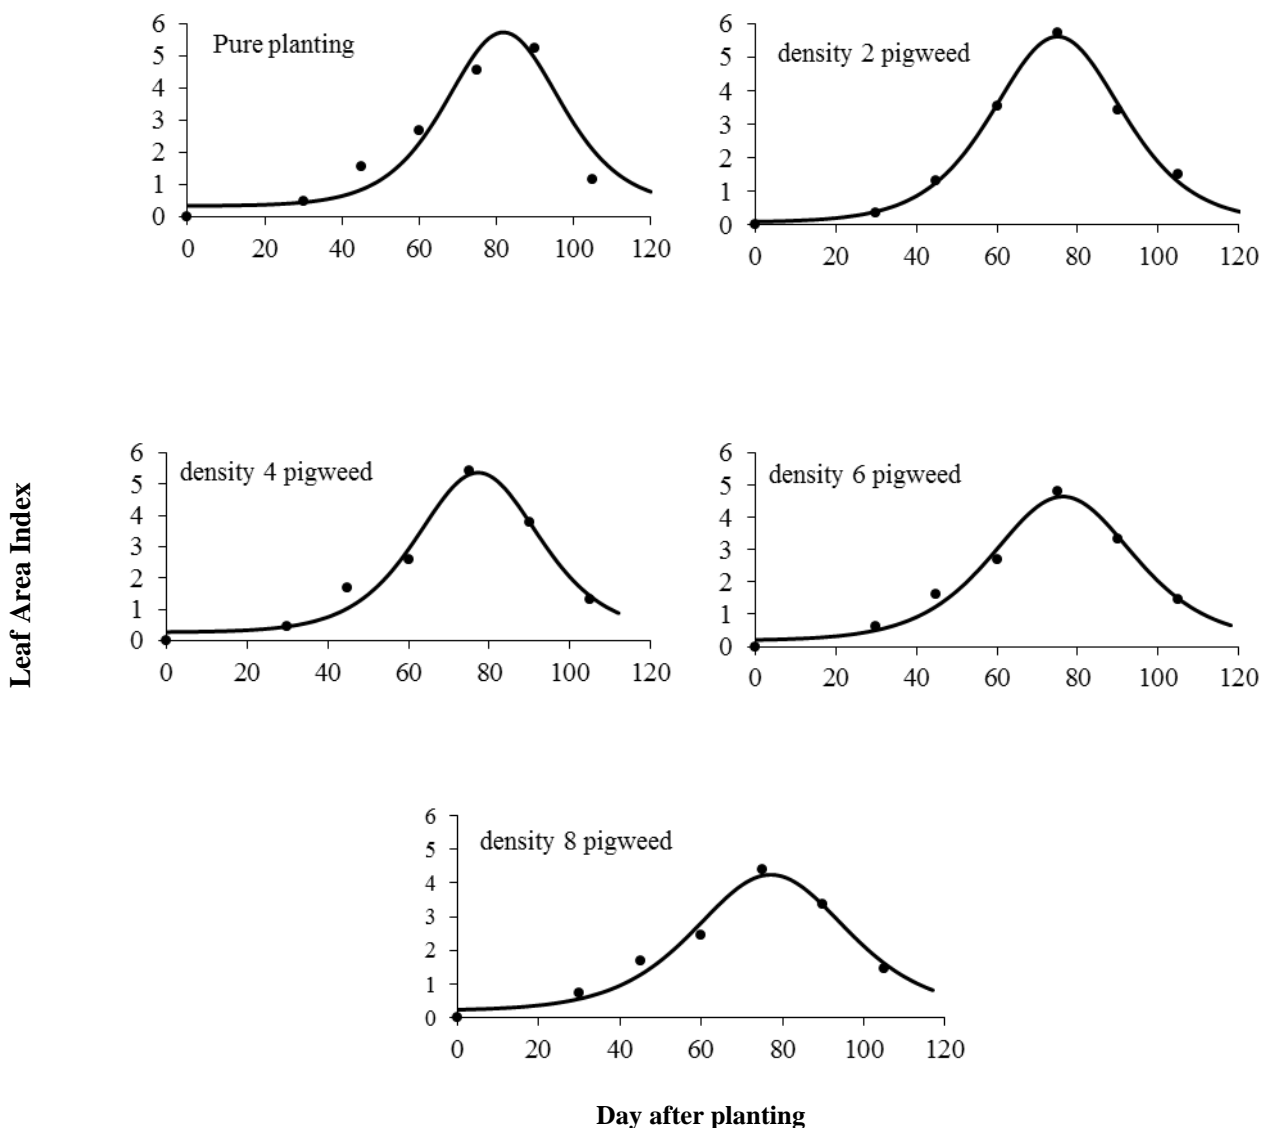 Pure planting
6
5
4
3
2
1
0
0 20 40 60 80 100 120
density 2 pigweed
6
5
4
3
2
1
0
0 20 40 60 80 100 120
Leaf Area Index
density 4 pigweed
6
5
4
3
2
1
0
0 20 40 60 80 100 120
density 6 pigweed
6
5
4
3
2
1
0
0 20 40 60 80 100 120
density 8 pigweed
6
5
4
3
2
1
0
0 20 40 60 80 100 120
Day after planting